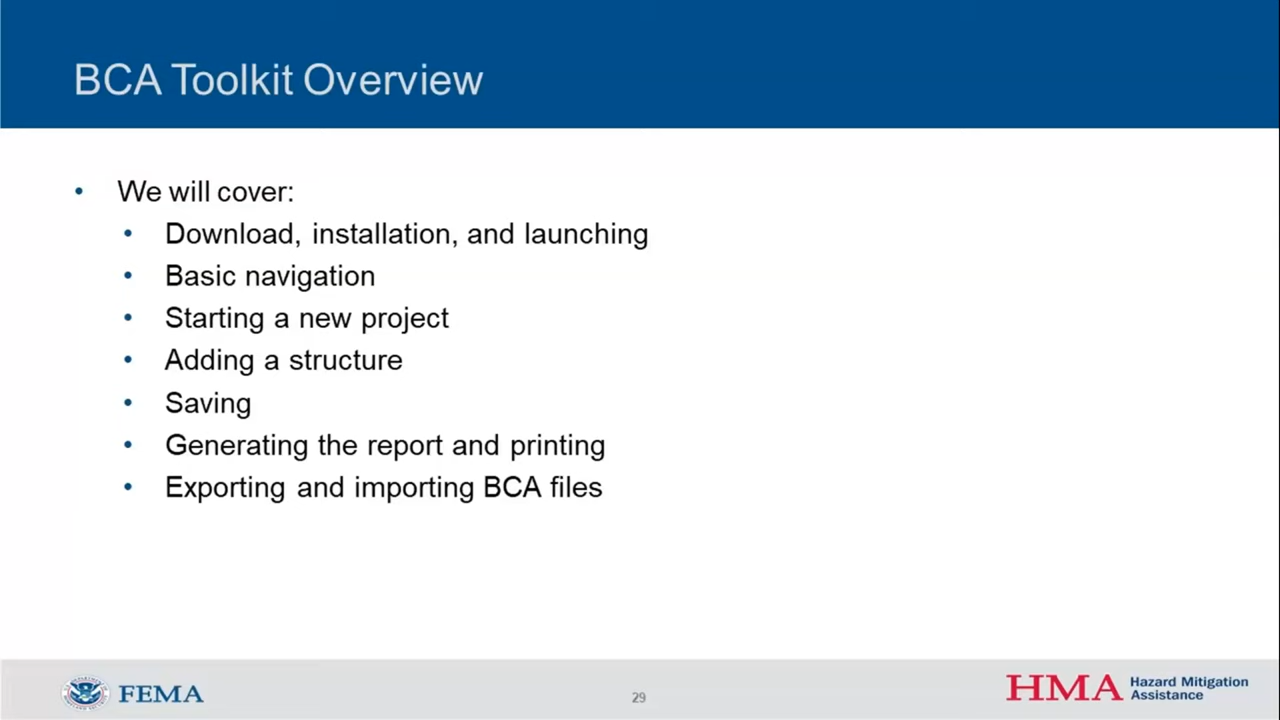 BCA Toolkit Overview
• We will cover:
• Download, installation, and launching
• Basic navigation
• Starting a new project
• Adding a structure
• Saving
• Generating the report and printing
• Exporting and importing BCA files
FEMA
29
HMA Hazard Mitigation
Assistance